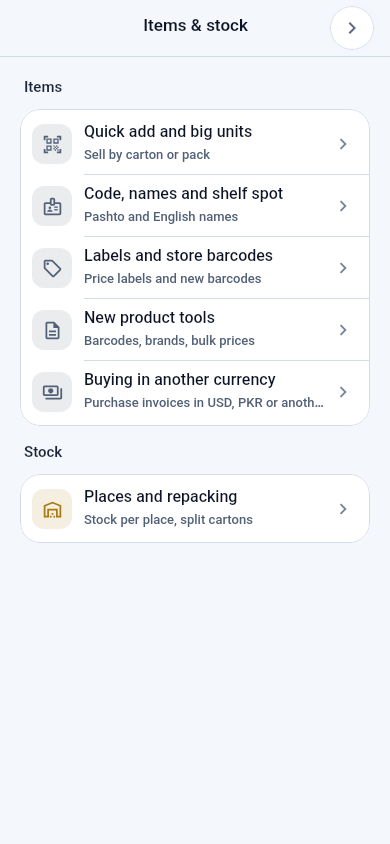 Items & stock
Items
Quick add and big units
Sell by carton or pack
Code, names and shelf spot
Pashto and English names
Labels and store barcodes
Price labels and new barcodes
New product tools
Barcodes, brands, bulk prices
Buying in another currency
Purchase invoices in USD, PKR or anoth…
Stock
Places and repacking
Stock per place, split cartons